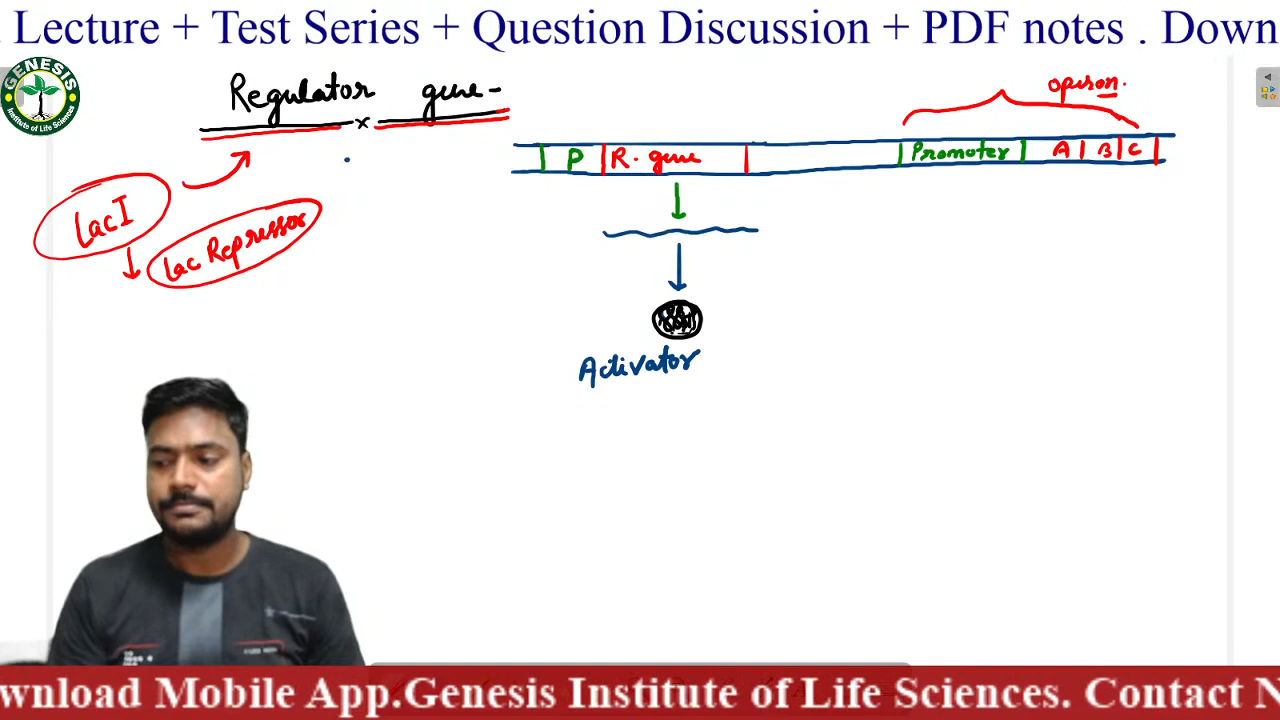 Lecture + Test Series + Question Discussion + PDF notes . Down
GENESIS
Institute of Life Sciences
Regulator gene-
operon.
P R. gene
Promoter A B C
LacI
Lac Repressor
Activator
wnload Mobile App.Genesis Institute of Life Sciences. Contact N